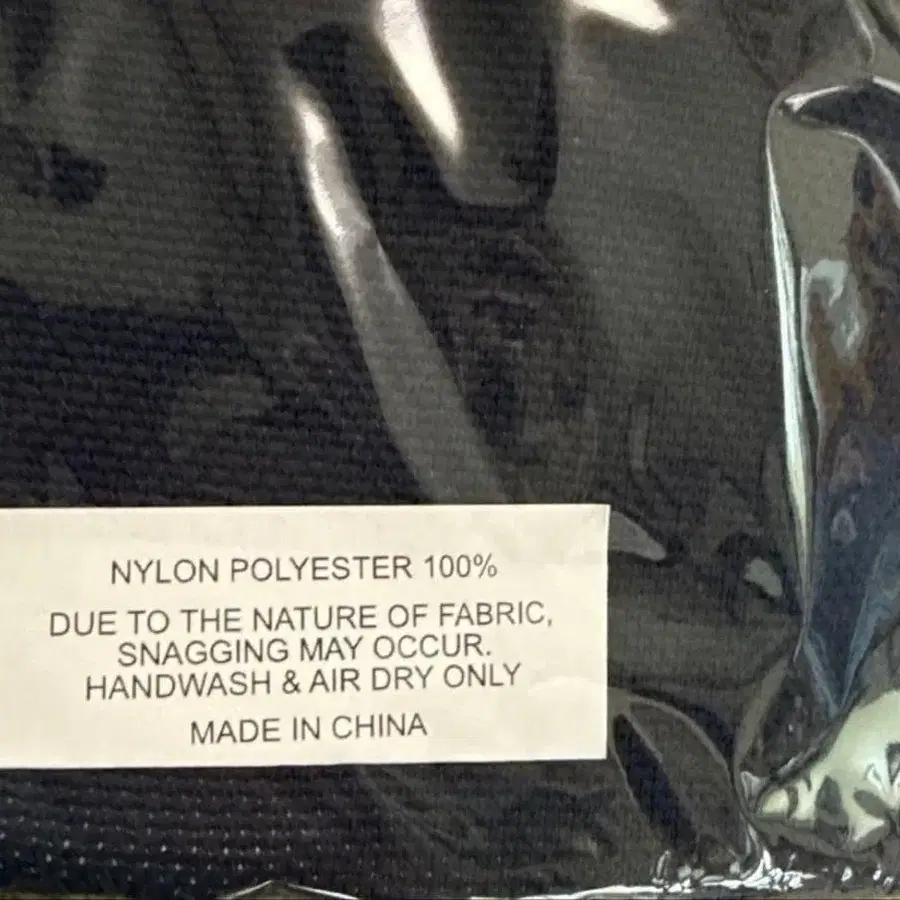 NYLON POLYESTER 100%
DUE TO THE NATURE OF FABRIC,
SNAGGING MAY OCCUR.
HANDWASH & AIR DRY ONLY
MADE IN CHINA